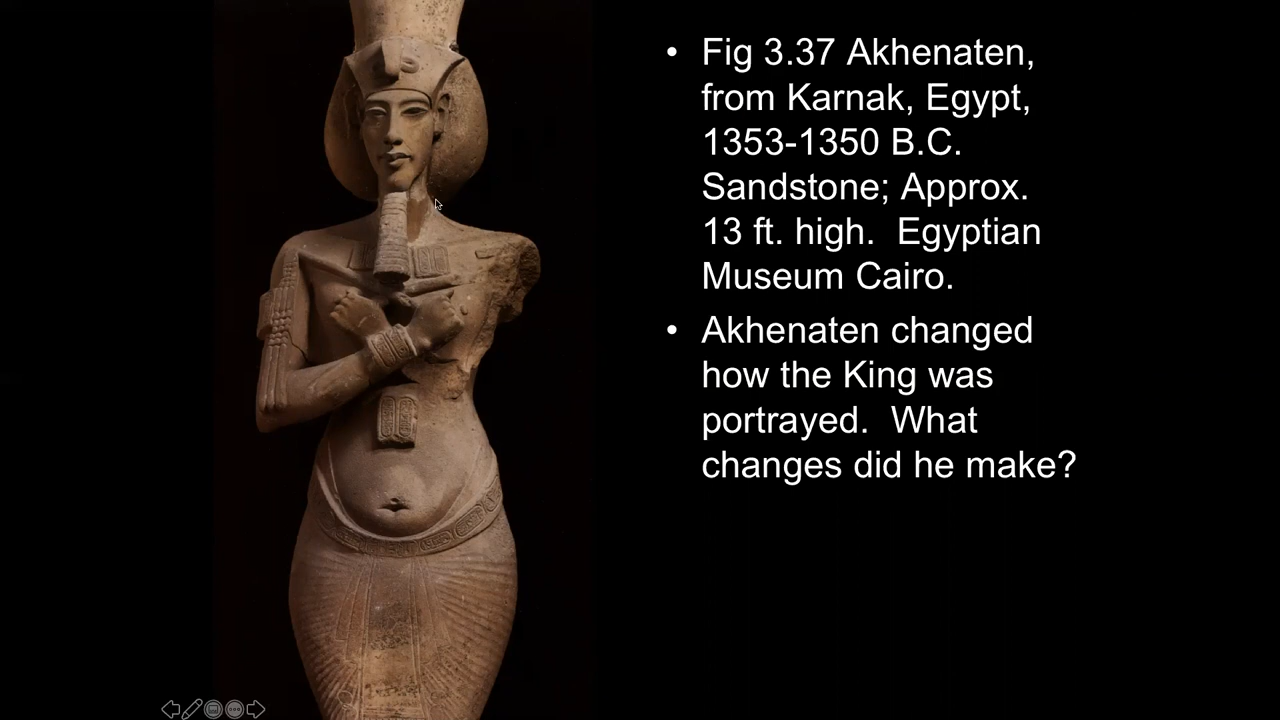 • Fig 3.37 Akhenaten,
from Karnak, Egypt,
1353-1350 B.C.
Sandstone; Approx.
13 ft. high.  Egyptian
Museum Cairo.
• Akhenaten changed
how the King was
portrayed.  What
changes did he make?